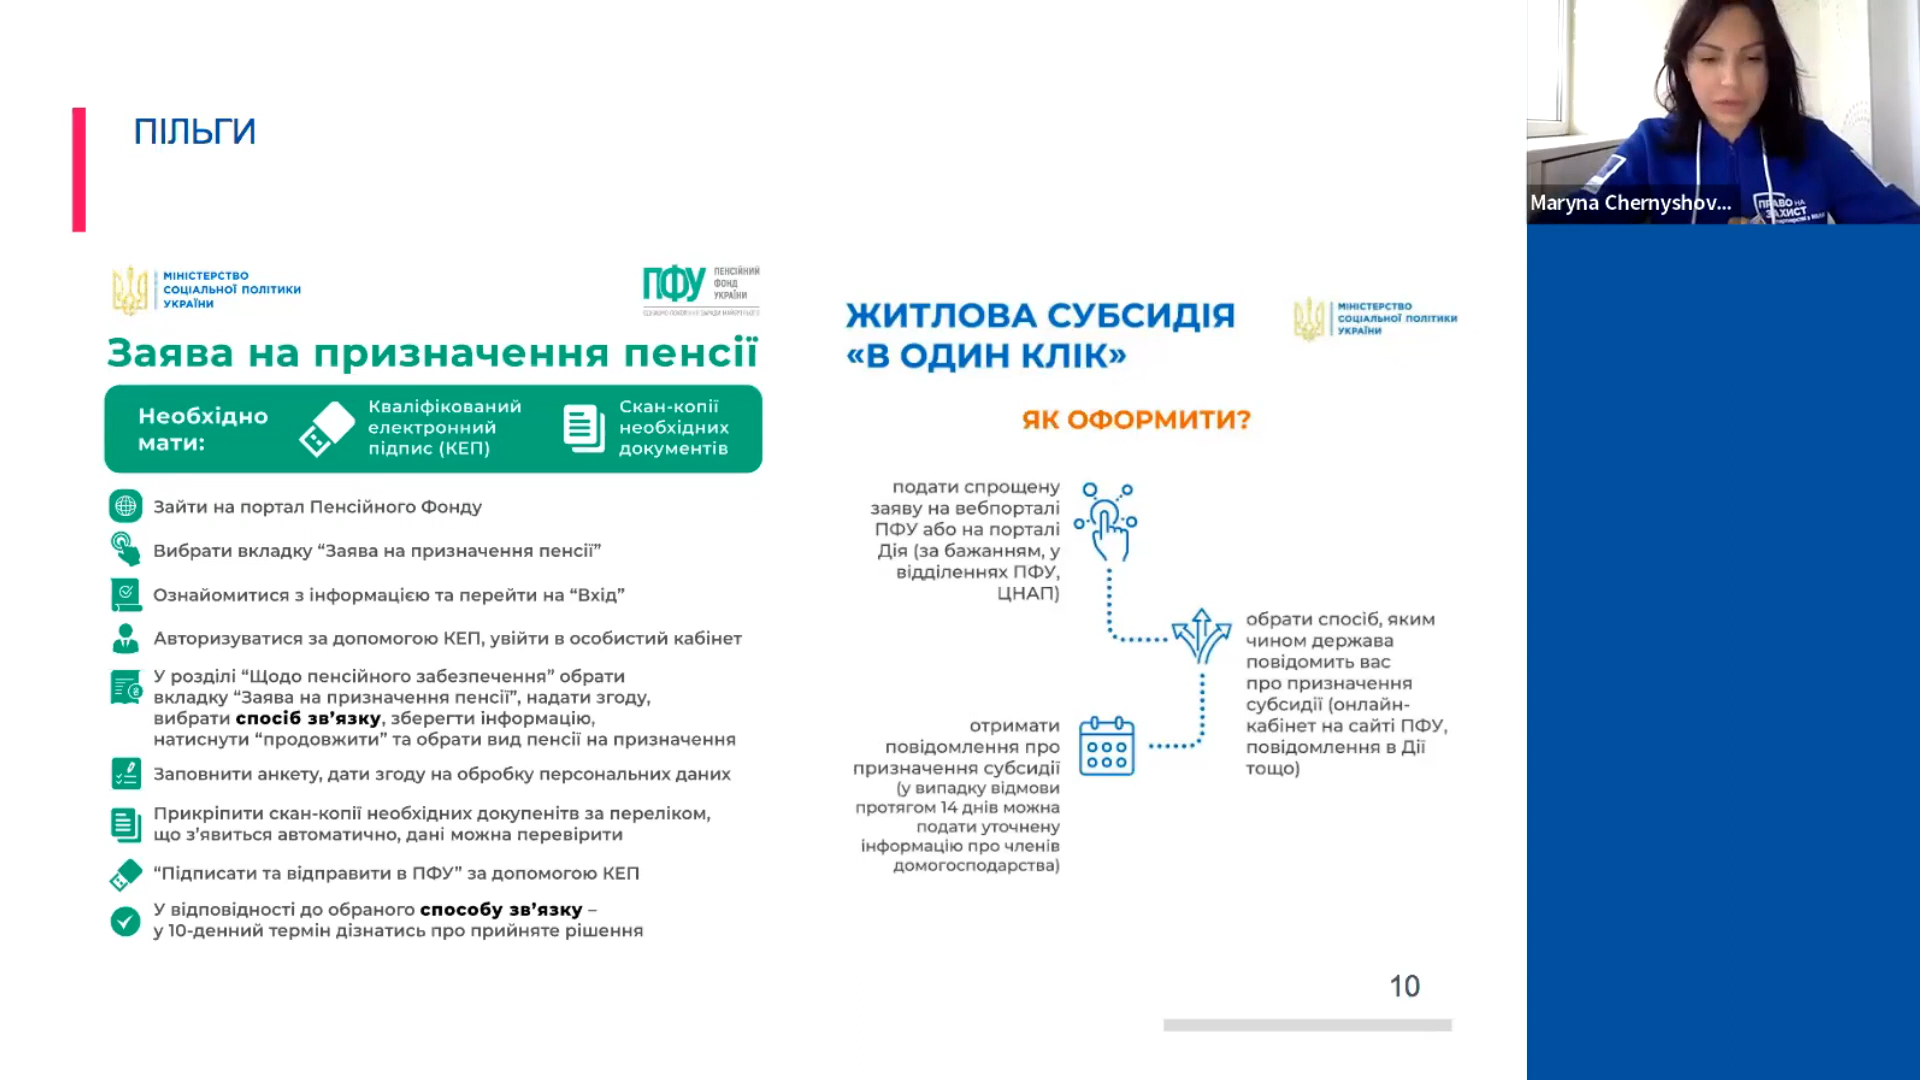 ПІЛЬГИ
МІНІСТЕРСТВО
СОЦІАЛЬНОЇ ПОЛІТИКИ
УКРАЇНИ
ПФУ
ПЕНСІЙНИЙ
ФОНД
УКРАЇНИ
Заява на призначення пенсії
Необхідно
мати:
Кваліфікований
електронний
підпис (КЕП)
Скан-копії
необхідних
документів
Зайти на портал Пенсійного Фонду
Вибрати вкладку “Заява на призначення пенсії”
Ознайомитися з інформацією та перейти на “Вхід”
Авторизуватися за допомогою КЕП, увійти в особистий кабінет
У розділі “Щодо пенсійного забезпечення” обрати
вкладку “Заява на призначення пенсії”, надати згоду,
вибрати спосіб зв’язку, зберегти інформацію,
натиснути “продовжити” та обрати вид пенсії на призначення
Заповнити анкету, дати згоду на обробку персональних даних
Прикріпити скан-копії необхідних докупенітв за переліком,
що з’явиться автоматично, дані можна перевірити
“Підписати та відправити в ПФУ” за допомогою КЕП
У відповідності до обраного способу зв’язку –
у 10-денний термін дізнатись про прийняте рішення
ЖИТЛОВА СУБСИДІЯ
«В ОДИН КЛІК»
МІНІСТЕРСТВО
СОЦІАЛЬНОЇ ПОЛІТИКИ
УКРАЇНИ
ЯК ОФОРМИТИ?
подати спрощену
заяву на вебпорталі
ПФУ або на порталі
Дія (за бажанням, у
відділеннях ПФУ,
ЦНАП)
обрати спосіб, яким
чином держава
повідомить вас
про призначення
субсидії (онлайн-
кабінет на сайті ПФУ,
повідомлення в Дії
тощо)
отримати
повідомлення про
призначення субсидії
(у випадку відмови
протягом 14 днів можна
подати уточнену
інформацію про членів
домогосподарства)
10
Maryna Chernyshov...
ПРАВО НА
ЗАХИСТ